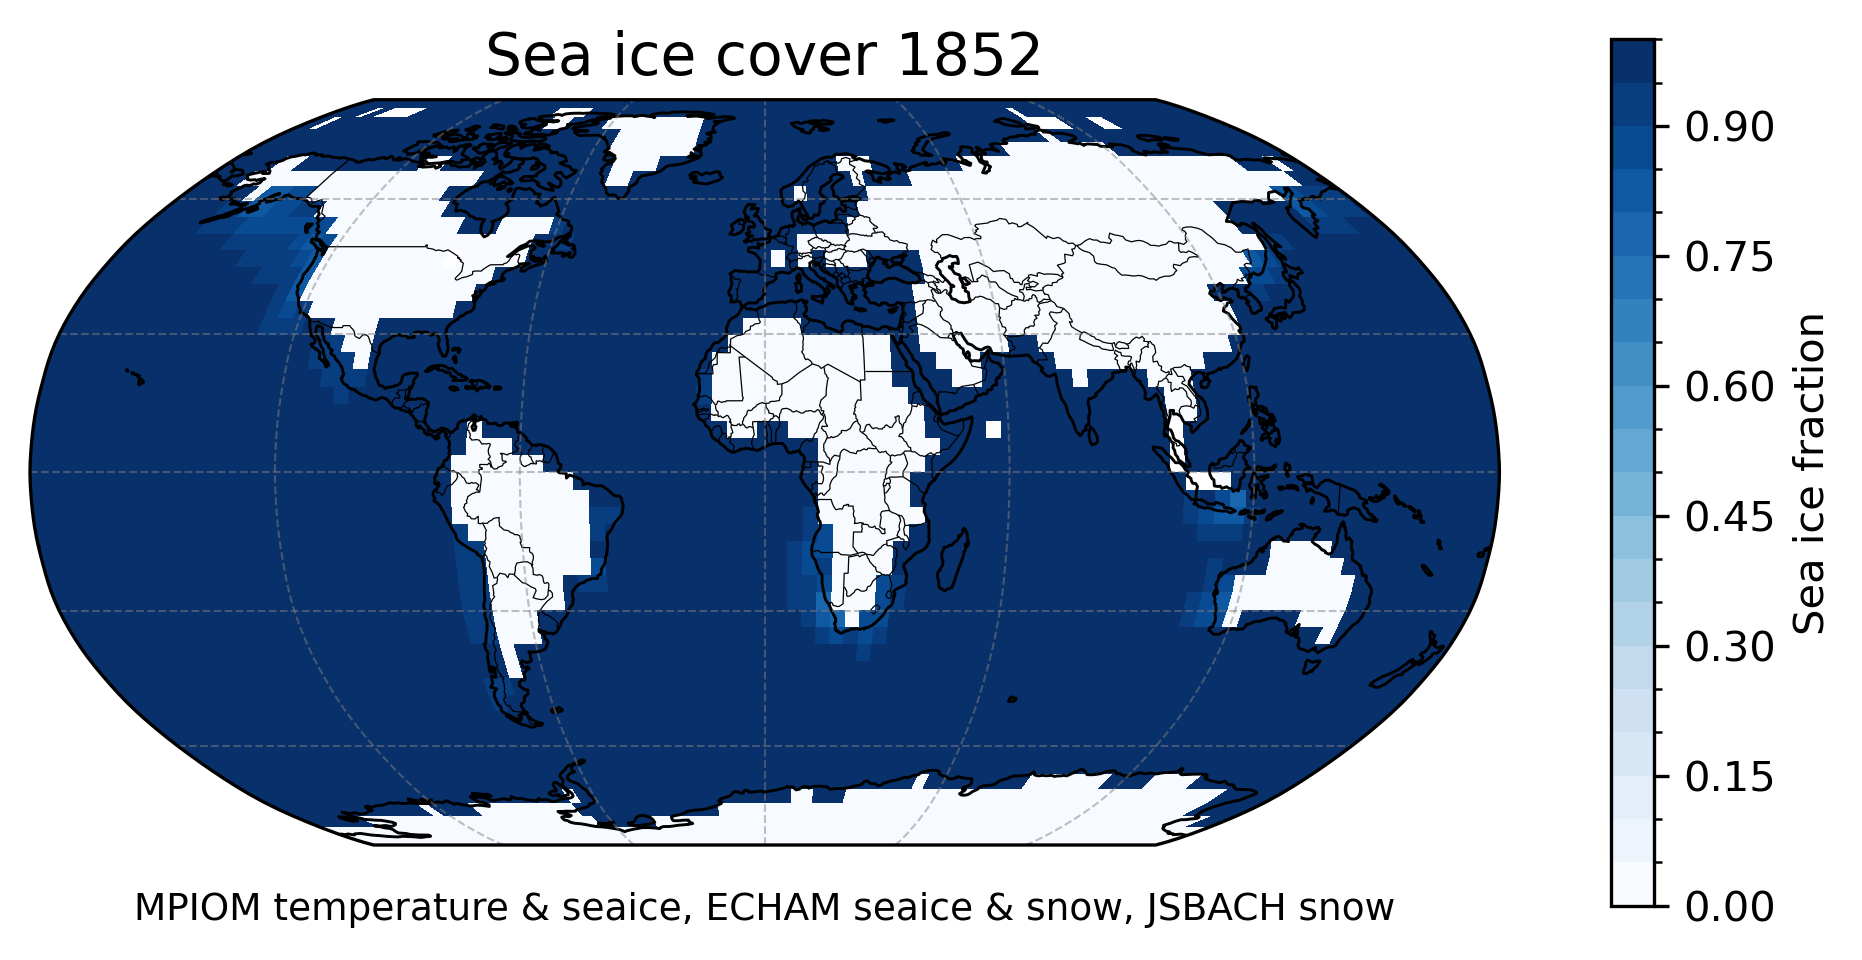 Sea ice cover 1852
0.90
0.75
0.60
0.45
0.30
0.15
0.00
Sea ice fraction
MPIOM temperature & seaice, ECHAM seaice & snow, JSBACH snow